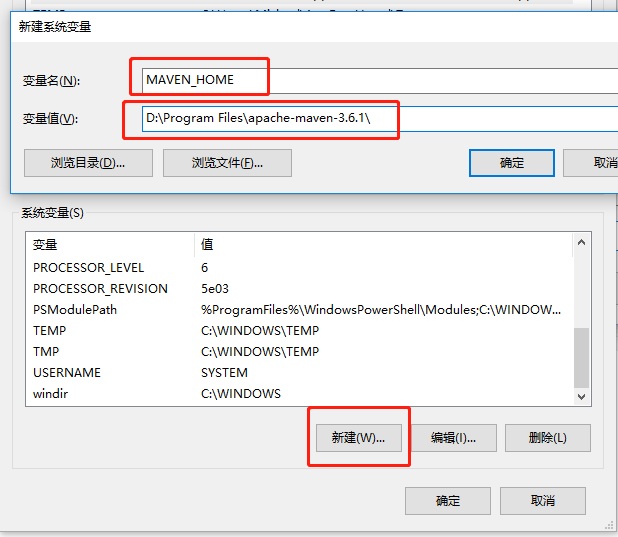 新建系统变量
变量名(N):
MAVEN_HOME
变量值(V):
D:\Program Files\apache-maven-3.6.1\
浏览目录(D)...
浏览文件(F)...
确定
取消
系统变量(S)
变量 值
PROCESSOR_LEVEL 6
PROCESSOR_REVISION 5e03
PSModulePath %ProgramFiles%\WindowsPowerShell\Modules;C:\WINDOW...
TEMP C:\WINDOWS\TEMP
TMP C:\WINDOWS\TEMP
USERNAME SYSTEM
windir C:\WINDOWS
新建(W)...
编辑(I)...
删除(L)
确定
取消